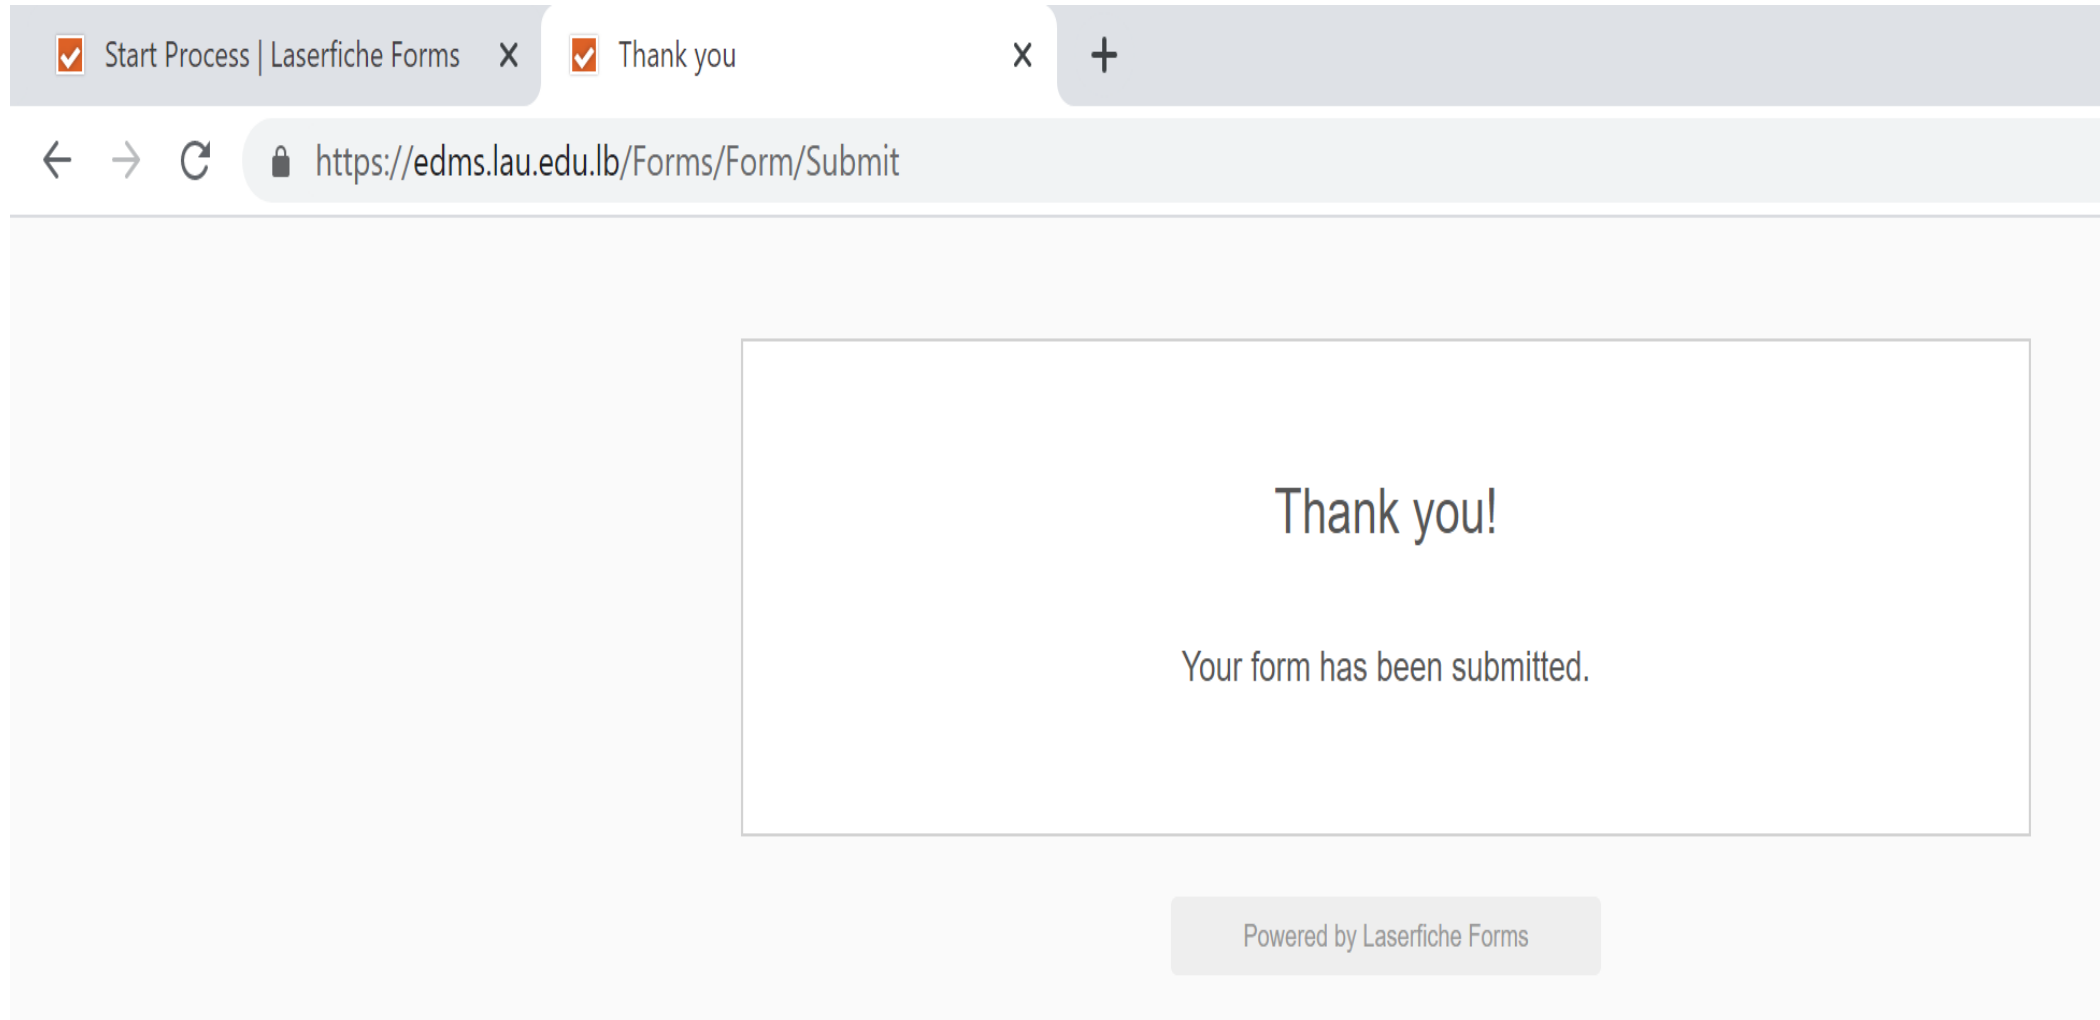 Start Process | Laserfiche Forms
Thank you
https://edms.lau.edu.lb/Forms/Form/Submit
Thank you!
Your form has been submitted.
Powered by Laserfiche Forms